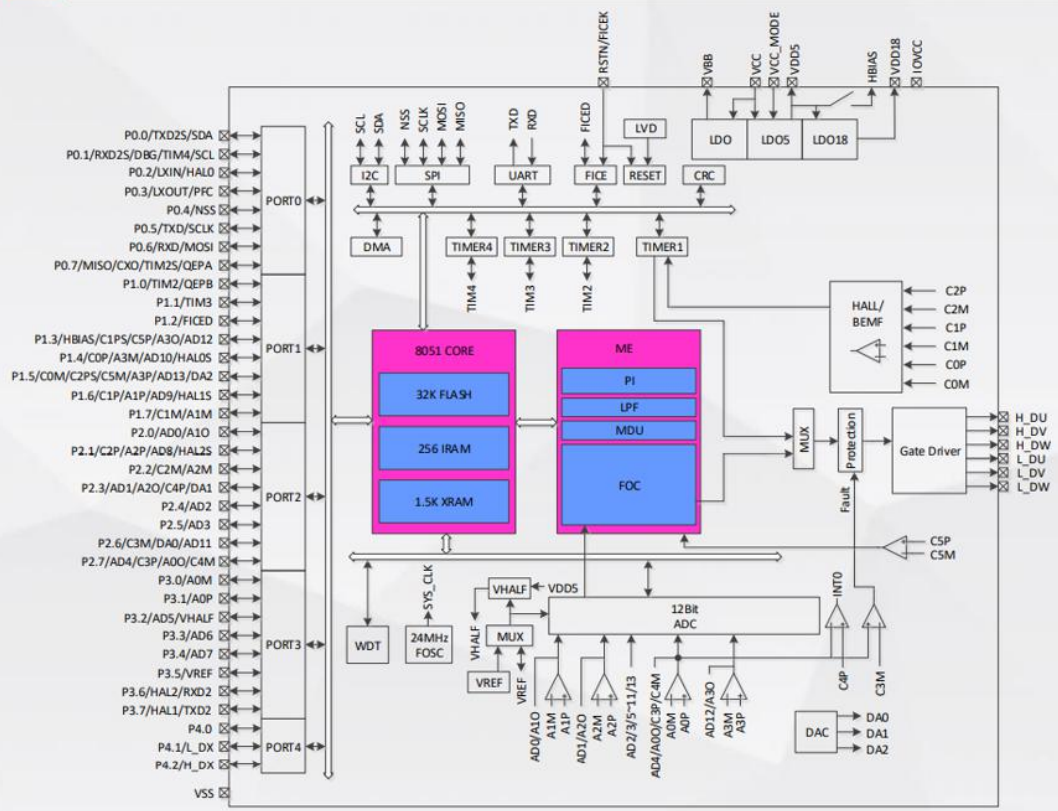 RSTN/FICEK
VBB
VCC
VCC_MODE
VDD5
HBIAS
VDD18
IOVCC
P0.0/TXD2S/SDA
P0.1/RXD2S/DBG/TIM4/SCL
P0.2/LXIN/HAL0
P0.3/LXOUT/PFC
P0.4/NSS
P0.5/TXD/SCLK
P0.6/RXD/MOSI
P0.7/MISO/CXO/TIM2S/QEPA
P1.0/TIM2/QEPB
P1.1/TIM3
P1.2/FICED
P1.3/HBIAS/C1PS/C5P/A3O/AD12
P1.4/C0P/A3M/AD10/HAL0S
P1.5/C0M/C2PS/C5M/A3P/AD13/DA2
P1.6/C1P/A1P/AD9/HAL1S
P1.7/C1M/A1M
P2.0/AD0/A1O
P2.1/C2P/A2P/AD8/HAL2S
P2.2/C2M/A2M
P2.3/AD1/A2O/C4P/DA1
P2.4/AD2
P2.5/AD3
P2.6/C3M/DA0/AD11
P2.7/AD4/C3P/A0O/C4M
P3.0/A0M
P3.1/A0P
P3.2/AD5/VHALF
P3.3/AD6
P3.4/AD7
P3.5/VREF
P3.6/HAL2/RXD2
P3.7/HAL1/TXD2
P4.0
P4.1/L_DX
P4.2/H_DX
VSS
PORT0
PORT1
PORT2
PORT3
PORT4
SCL
SDA
NSS
SCLK
MOSI
MISO
TXD
RXD
FICED
LVD
I2C
SPI
UART
FICE
RESET
CRC
LDO
LDO5
LDO18
DMA
TIMER4
TIMER3
TIMER2
TIMER1
TIM4
TIM3
TIM2
HALL/
BEMF
C2P
C2M
C1P
C1M
C0P
C0M
8051 CORE
32K FLASH
256 IRAM
1.5K XRAM
ME
PI
LPF
MDU
FOC
MUX
Protection
Gate Driver
H_DU
H_DV
H_DW
L_DU
L_DV
L_DW
Fault
C5P
C5M
WDT
SYS_CLK
24MHz
FOSC
VHALF
VDD5
VHALF
MUX
VREF
VREF
12Bit
ADC
INT0
C4P
C3M
AD0/A1O
A1M
A1P
AD1/A2O
A2M
A2P
AD2/3/5~11/13
AD4/A0O/C3P/C4M
A0M
A0P
AD12/A3O
A3M
A3P
DAC
DA0
DA1
DA2